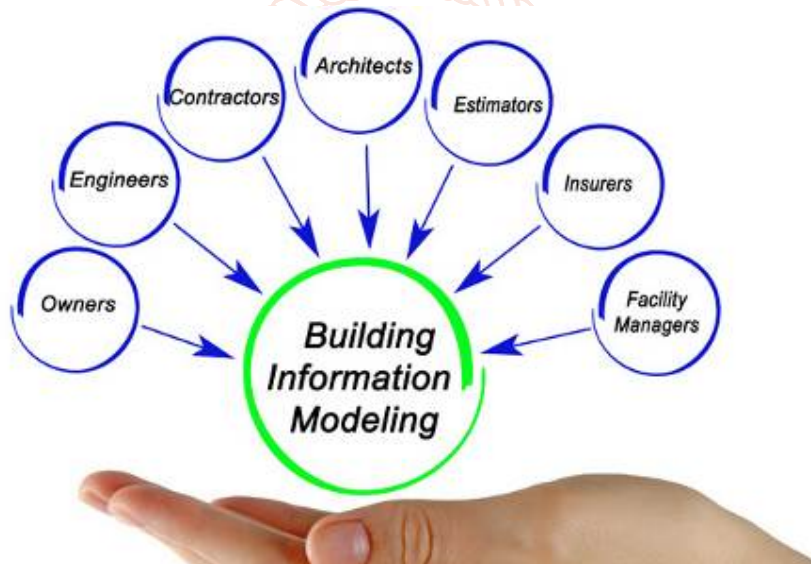 Architects
Contractors
Estimators
Engineers
Insurers
Owners
Facility
Managers
Building
Information
Modeling